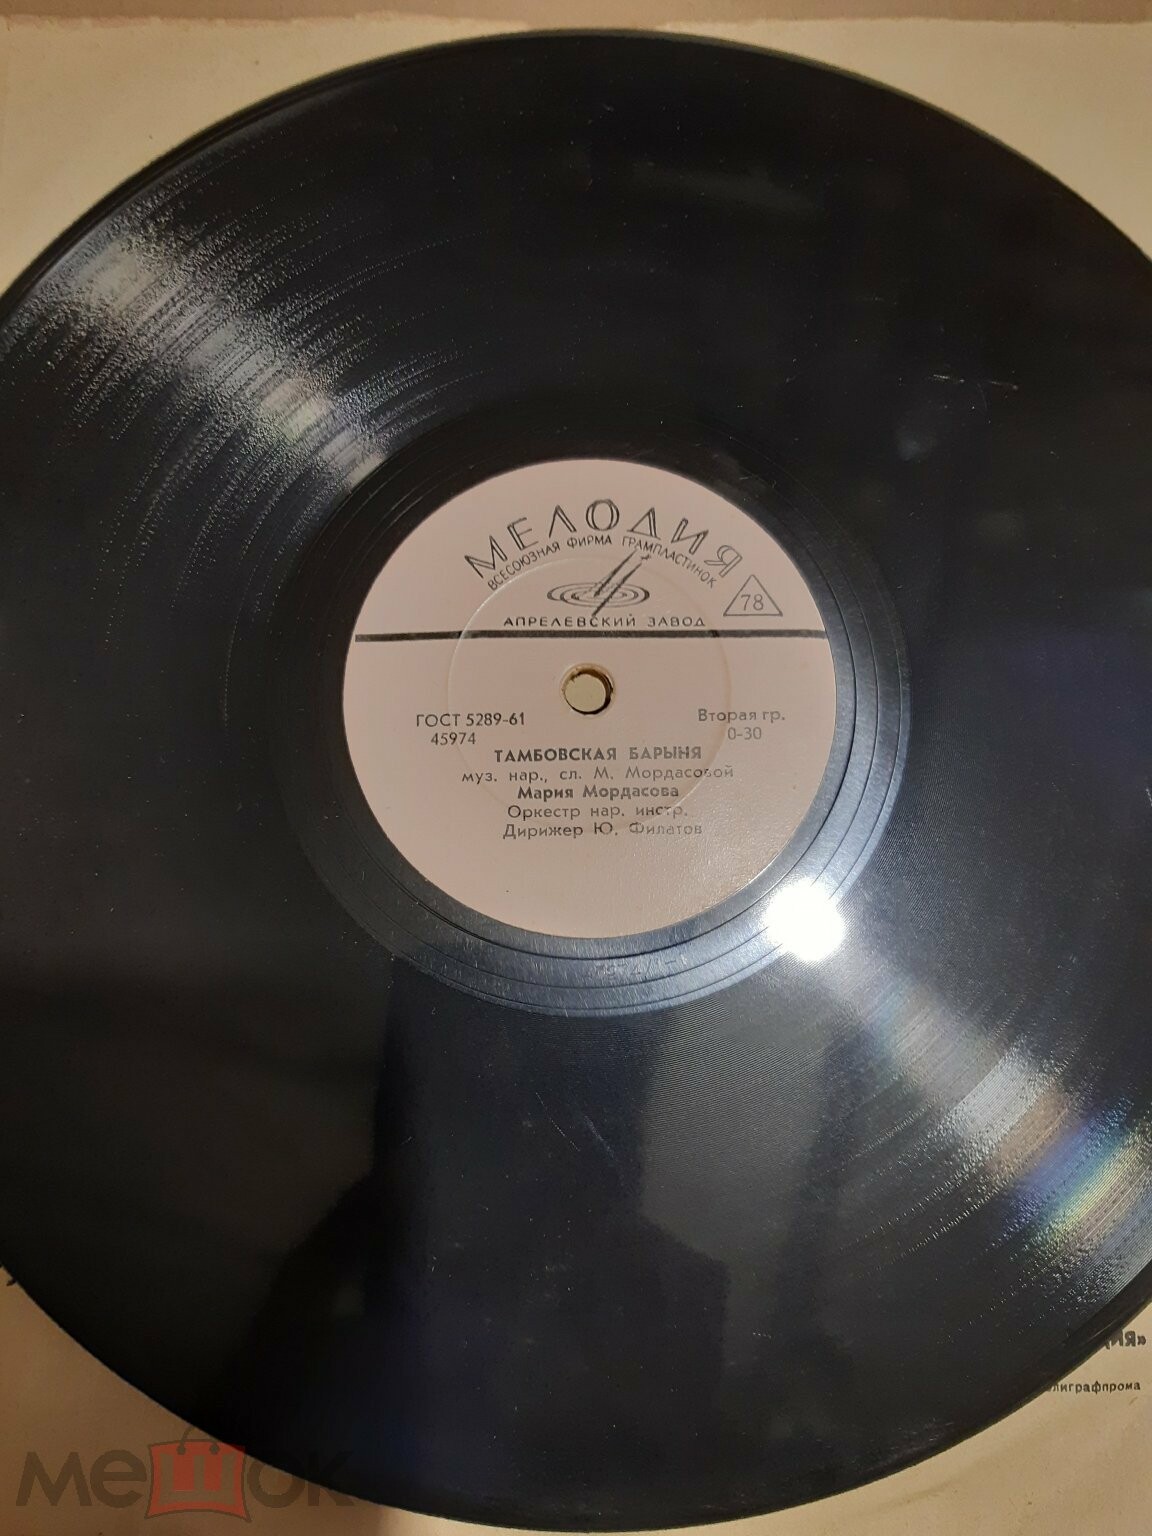 МЕЛОДИЯ
ВСЕСОЮЗНАЯ ФИРМА ГРАМПЛАСТИНОК
АПРЕЛЕВСКИЙ ЗАВОД
78
ГОСТ 5289-61
45974
Вторая гр.
0-30
ТАМБОВСКАЯ БАРЫНЯ
муз. нар., сл. М. Мордасовой
Мария Мордасова
Оркестр нар. инстр.
Дирижер Ю. Филатов
мешок